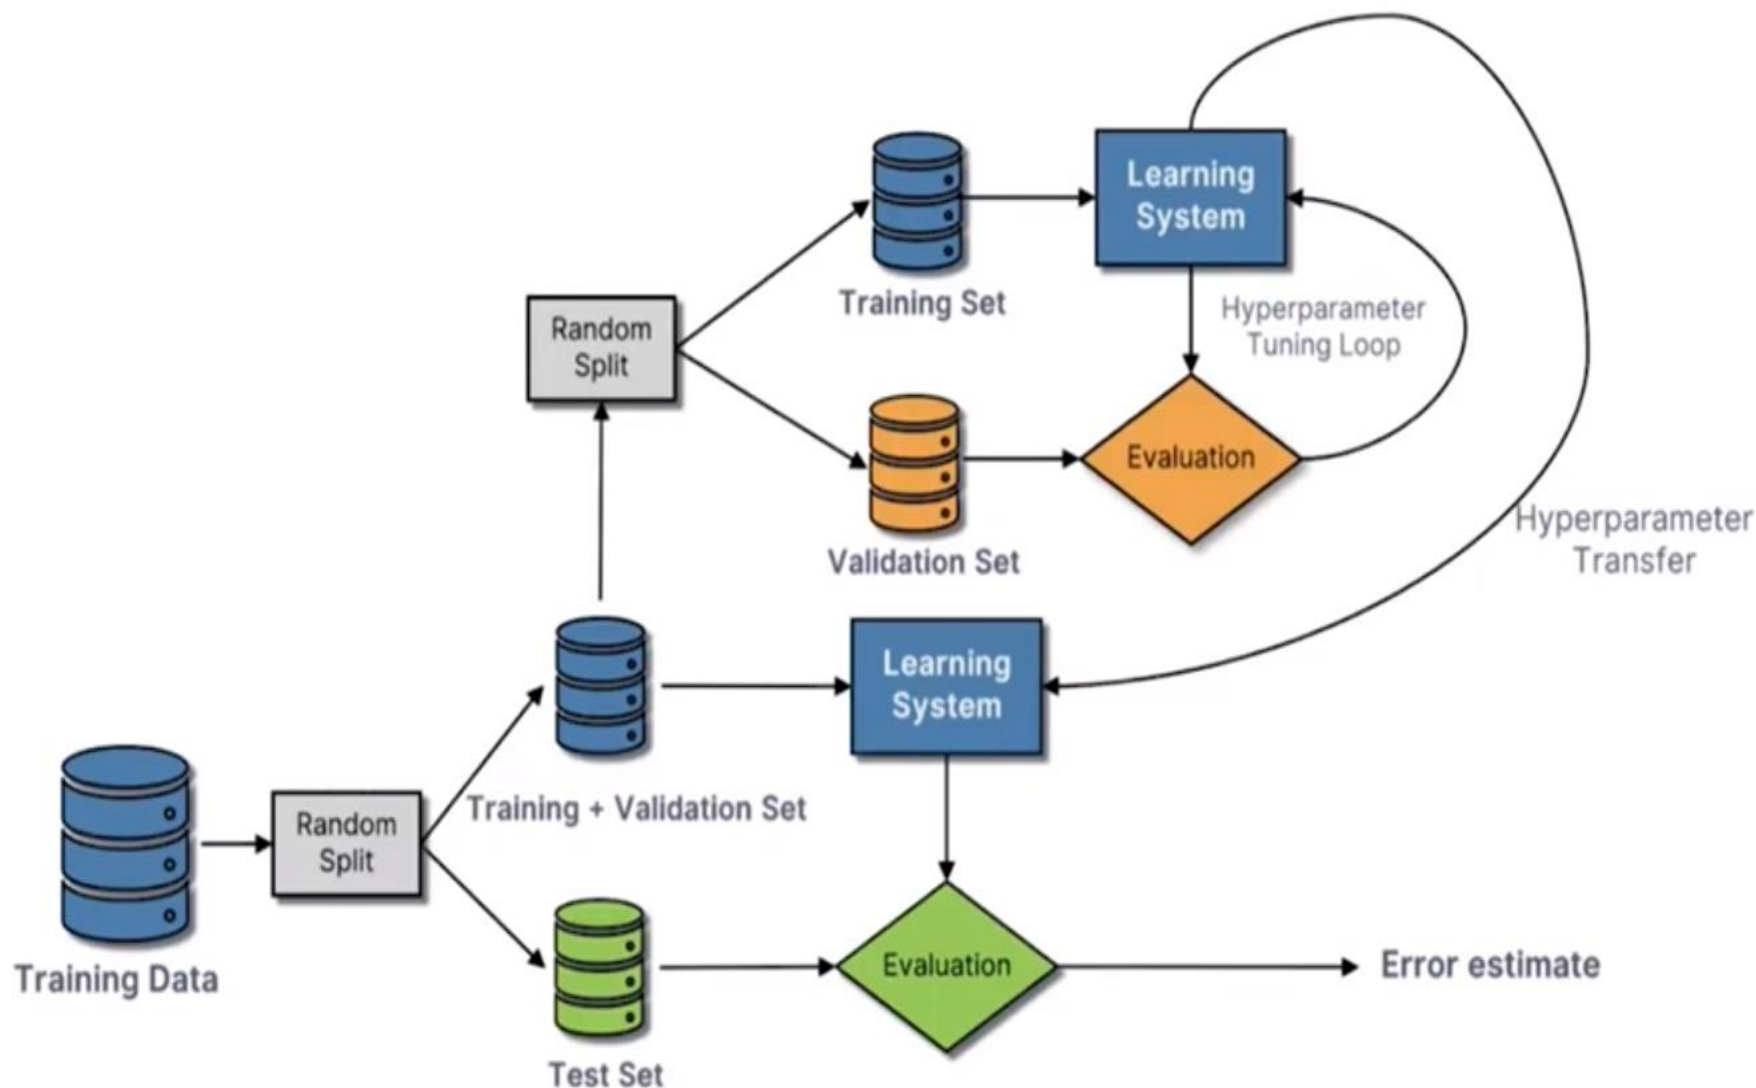 Learning
System
Training Set
Hyperparameter
Tuning Loop
Random
Split
Evaluation
Validation Set
Hyperparameter
Transfer
Learning
System
Training + Validation Set
Random
Split
Training Data
Evaluation
Error estimate
Test Set